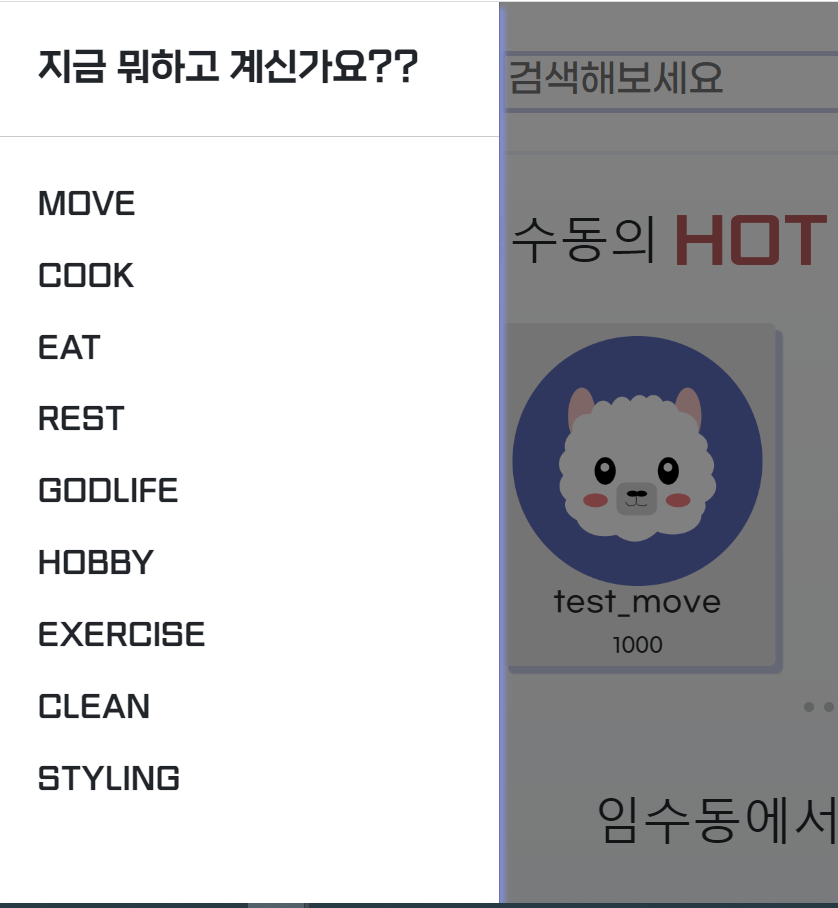 지금 뭐하고 계신가요??
MOVE
COOK
EAT
REST
GODLIFE
HOBBY
EXERCISE
CLEAN
STYLING
검색해보세요
수동의 HOT
test_move
1000
임수동에서